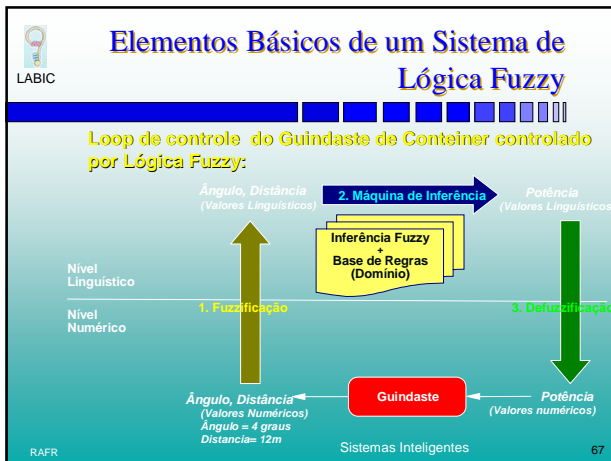 Elementos Básicos de um Sistema de
Lógica Fuzzy
LABIC
Loop de controle do Guindaste de Conteiner controlado
por Lógica Fuzzy:
Ângulo, Distância
(Valores Linguísticos)
2. Máquina de Inferência
Potência
(Valores Linguísticos)
Inferência Fuzzy
+
Base de Regras
(Domínio)
Nível
Linguístico
Nível
Numérico
1. Fuzzificação
3. Defuzzificação
Ângulo, Distância
(Valores Numéricos)
Ângulo = 4 graus
Distancia= 12m
Guindaste
Potência
(Valores numéricos)
RAFR
Sistemas Inteligentes
67